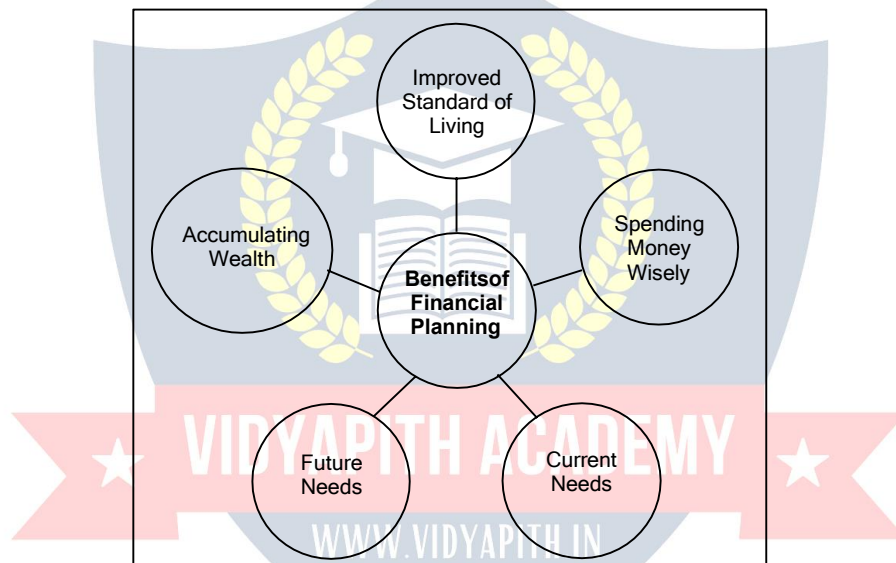 Improved
Standard of
Living
Accumulating
Wealth
Spending
Money
Wisely
Benefitsof
Financial
Planning
Future
Needs
Current
Needs
VIDYAPITH ACADEMY
WWW.VIDYAPITH.IN